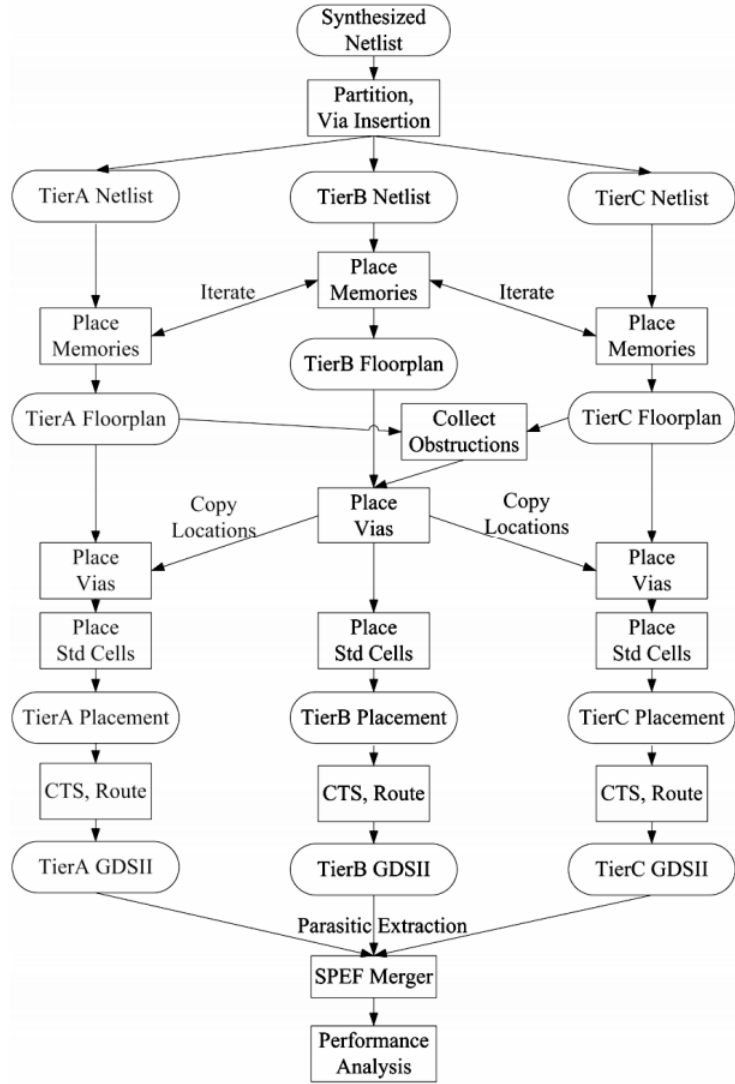 Synthesized
Netlist
Partition,
Via Insertion
TierA Netlist
TierB Netlist
TierC Netlist
Place
Memories
Iterate
Iterate
Place
Memories
Place
Memories
TierB Floorplan
TierA Floorplan
Collect
Obstructions
TierC Floorplan
Copy
Locations
Place
Vias
Copy
Locations
Place
Vias
Place
Vias
Place
Std Cells
Place
Std Cells
Place
Std Cells
TierA Placement
TierB Placement
TierC Placement
CTS, Route
CTS, Route
CTS, Route
TierA GDSII
TierB GDSII
TierC GDSII
Parasitic Extraction
SPEF Merger
Performance
Analysis